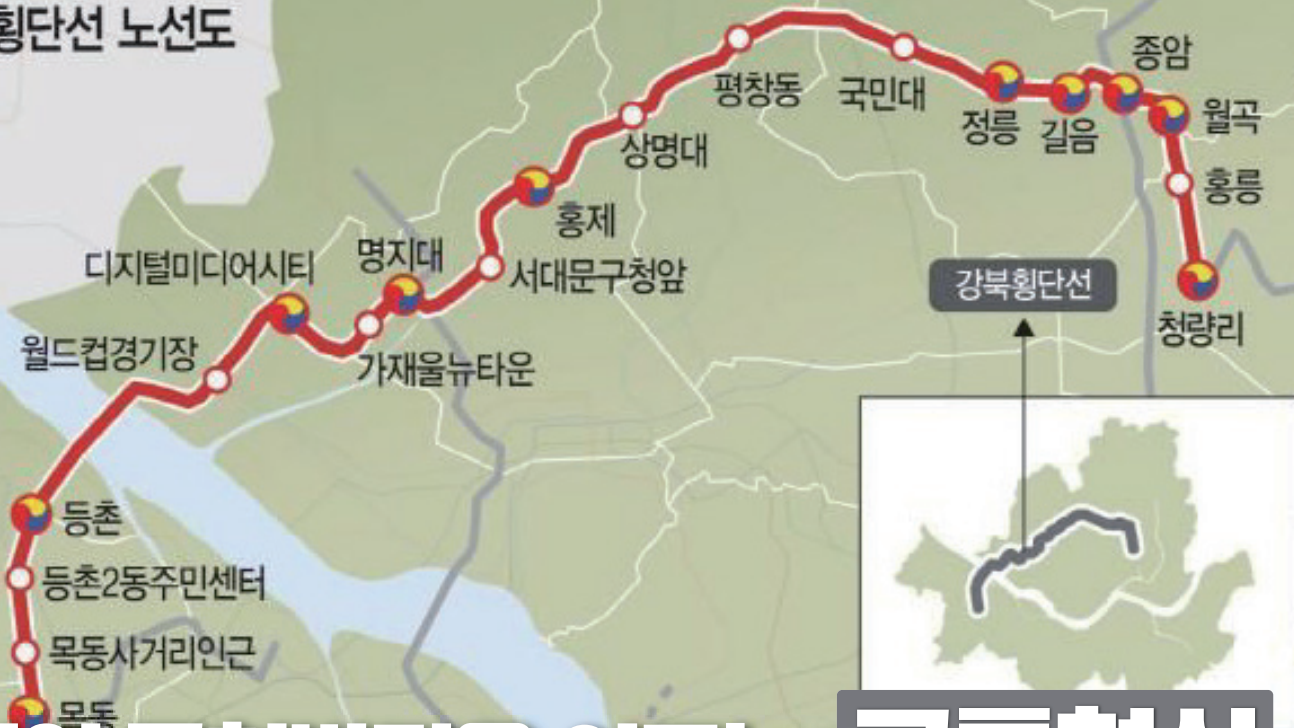 횡단선 노선도
종암
평창동
국민대
정릉
길음
월곡
상명대
홍릉
홍제
명지대
디지털미디어시티
서대문구청앞
강북횡단선
청량리
월드컵경기장
가재울뉴타운
등촌
등촌2동주민센터
목동사거리인근
목동